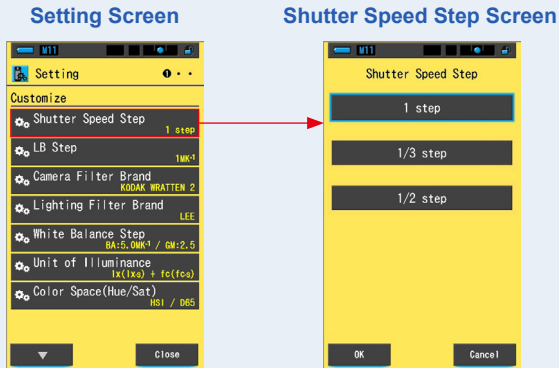 Setting Screen
Shutter Speed Step Screen
M11
Setting
❶ · ·
Customize
Shutter Speed Step
1 step
LB Step
1MK⁻¹
Camera Filter Brand
KODAK WRATTEN 2
Lighting Filter Brand
LEE
White Balance Step
BA:5.0MK⁻¹ / GM:2.5
Unit of Illuminance
lx(lxs) + fc(fcs)
Color Space(Hue/Sat)
HSI / D65
▼
Close
M11
Shutter Speed Step
1 step
1/3 step
1/2 step
OK
Cancel